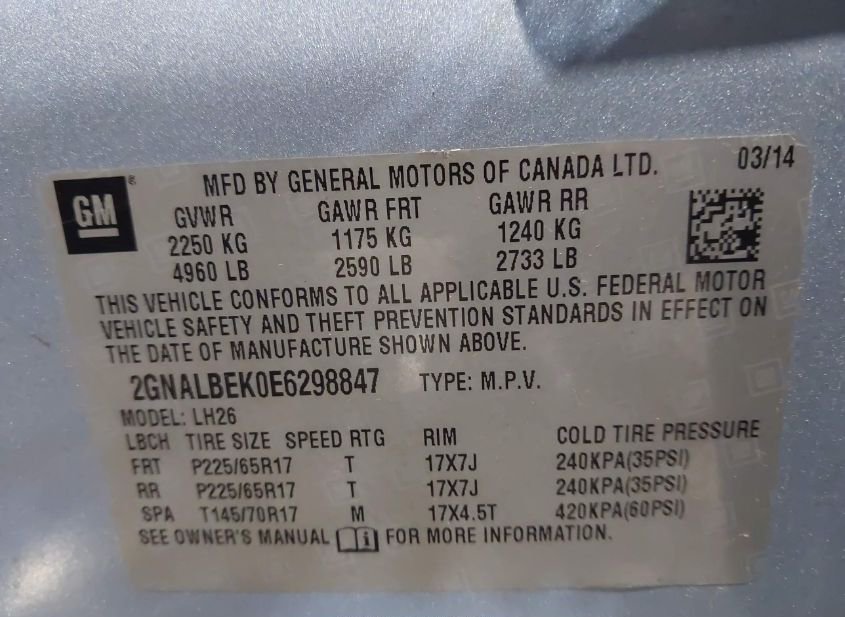 GM ® MFD BY GENERAL MOTORS OF CANADA LTD. 03/14
GVWR GAWR FRT GAWR RR
2250 KG 1175 KG 1240 KG
4960 LB 2590 LB 2733 LB
THIS VEHICLE CONFORMS TO ALL APPLICABLE U.S. FEDERAL MOTOR
VEHICLE SAFETY AND THEFT PREVENTION STANDARDS IN EFFECT ON
THE DATE OF MANUFACTURE SHOWN ABOVE.
2GNALBEK0E6298847 TYPE: M.P.V.
MODEL: LH26
LBCH TIRE SIZE SPEED RTG RIM COLD TIRE PRESSURE
FRT P225/65R17 T 17X7J 240KPA(35PSI)
RR P225/65R17 T 17X7J 240KPA(35PSI)
SPA T145/70R17 M 17X4.5T 420KPA(60PSI)
SEE OWNER'S MANUAL i FOR MORE INFORMATION.